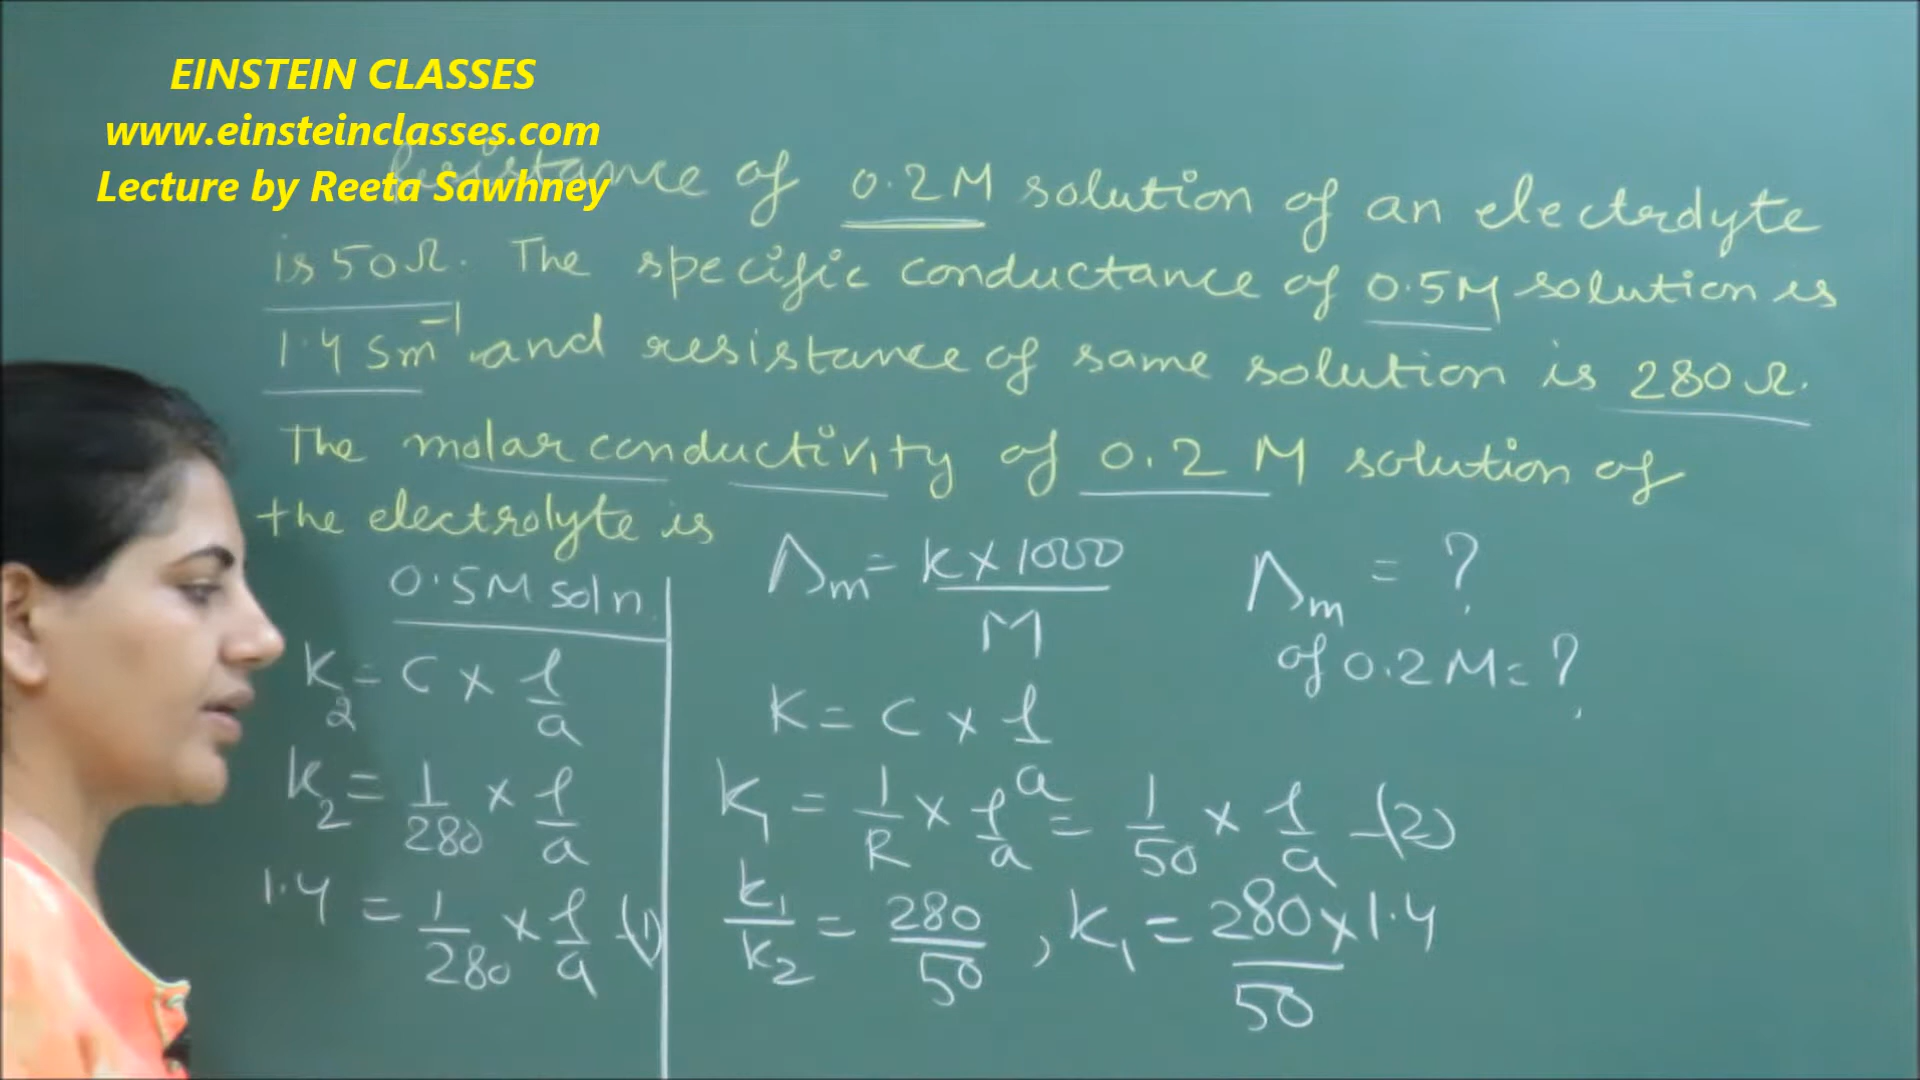 EINSTEIN CLASSES
www.einsteinclasses.com
Lecture by Reeta Sawhney
Resistance of 0.2M solution of an electrolyte
is 50Ω. The specific conductance of 0.5M solution is
1.4 Sm⁻¹ and resistance of same solution is 280Ω.
The molar conductivity of 0.2 M solution of
the electrolyte is
0.5M soln.
K₂ = C × l/a
k₂ = 1/280 × l/a
1.4 = 1/280 × l/a -(1)
Λm = K×1000/M
K = C × l/a
K₁ = 1/R × l/a = 1/50 × l/a -(2)
k₁/k₂ = 280/50 , K₁ = 280×1.4/50
Λm = ?
of 0.2M = ?